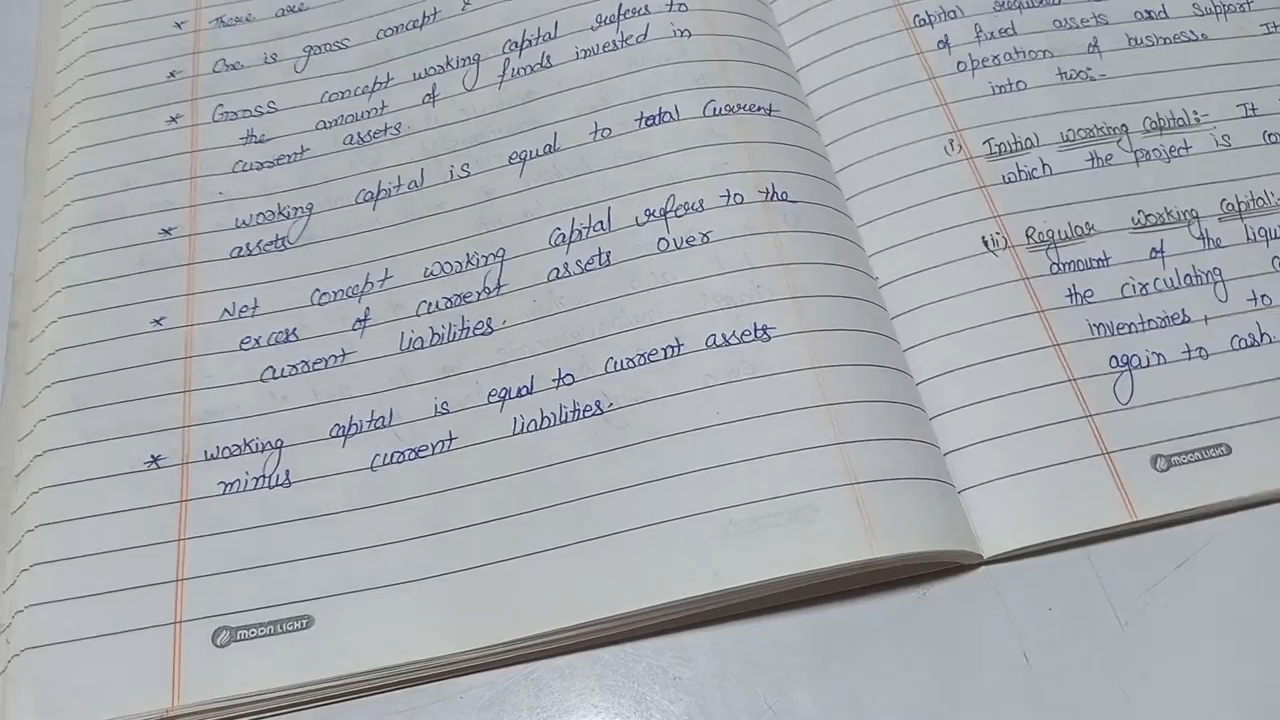 * There are
* One is gross concept &
* Gross concept working capital refers to
the amount of funds invested in
current assets.
* working capital is equal to total current
assets
* Net concept working capital refers to the
excess of current assets over
current liabilities.
* working capital is equal to current assets
minus current liabilities.
MOON LIGHT
capital
of fixed assets and support
operation of business. It
into two:-
(i) Initial working capital:- It
which the project is
(ii) Regular working capital:
amount of the
the circulating
inventories, to
again to cash.
MOON LIGHT